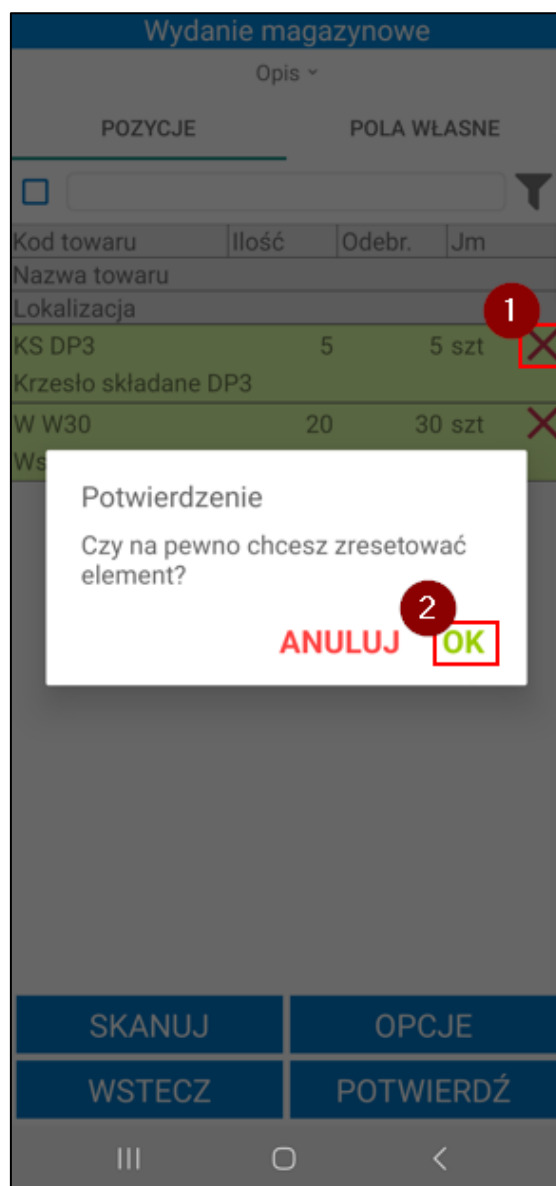 Wydanie magazynowe
Opis
POZYCJE POLA WŁASNE
Kod towaru Ilość Odebr. Jm
Nazwa towaru
Lokalizacja
1
KS DP3 5 5 szt
Krzesło składane DP3
W W30 20 30 szt
Ws
Potwierdzenie
Czy na pewno chcesz zresetować
element?
2
ANULUJ OK
SKANUJ OPCJE
WSTECZ POTWIERDŹ